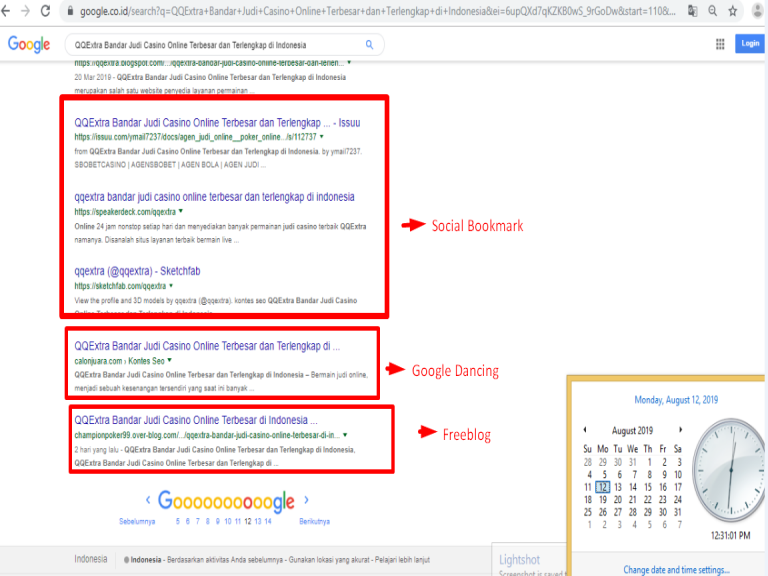 google.co.id/search?q=QQExtra+Bandar+Judi+Casino+Online+Terbesar+dan+Terlengkap+di+Indonesia&ei=6upQXd7qKZKB0wS_9rGoDw&start=110&...
Google
QQExtra Bandar Judi Casino Online Terbesar dan Terlengkap di Indonesia
Login
https://qqextra.blogspot.com/.../qqextra-bandar-judi-casino-online-terbesar-dan-terlen...
20 Mar 2019 - QQExtra Bandar Judi Casino Online Terbesar dan Terlengkap di Indonesia
merupakan salah satu website penyedia layanan permainan ...
QQExtra Bandar Judi Casino Online Terbesar dan Terlengkap ... - Issuu
https://issuu.com/ymail7237/docs/agen_judi_online__poker_online.../s/112737
from QQExtra Bandar Judi Casino Online Terbesar dan Terlengkap di Indonesia. by ymail7237.
SBOBETCASINO | AGENSBOBET | AGEN BOLA | AGEN JUDI ...
qqextra bandar judi casino online terbesar dan terlengkap di indonesia
https://speakerdeck.com/qqextra
Online 24 jam nonstop setiap hari dan menyediakan banyak permainan judi casino terbaik QQExtra
namanya. Disanalah situs layanan terbaik bermain live ...
Social Bookmark
qqextra (@qqextra) - Sketchfab
https://sketchfab.com/qqextra
View the profile and 3D models by qqextra (@qqextra). kontes seo QQExtra Bandar Judi Casino
Online Terbesar dan Terlengkap di Indonesia
QQExtra Bandar Judi Casino Online Terbesar dan Terlengkap di ...
calonjuara.com › Kontes Seo
QQExtra Bandar Judi Casino Online Terbesar dan Terlengkap di Indonesia – Bermain judi online,
menjadi sebuah kesenangan tersendiri yang saat ini banyak ...
Google Dancing
QQExtra Bandar Judi Casino Online Terbesar di Indonesia ...
championpoker99.over-blog.com/.../qqextra-bandar-judi-casino-online-terbesar-di-in...
2 hari yang lalu - QQExtra Bandar Judi Casino Online Terbesar dan Terlengkap di Indonesia,
QQExtra Bandar Judi Casino Online Terbesar dan Terlengkap di ...
Freeblog
Goooooooooogle
Sebelumnya 5 6 7 8 9 10 11 12 13 14 Berikutnya
Indonesia
Indonesia - Berdasarkan aktivitas Anda sebelumnya - Gunakan lokasi yang akurat - Pelajari lebih lanjut
Lightshot
Screenshot is saved t
Monday, August 12, 2019
August 2019
Su Mo Tu We Th Fr Sa
28 29 30 31 1 2 3
4 5 6 7 8 9 10
11 12 13 14 15 16 17
18 19 20 21 22 23 24
25 26 27 28 29 30 31
1 2 3 4 5 6 7
12:31:01 PM
Change date and time settings...